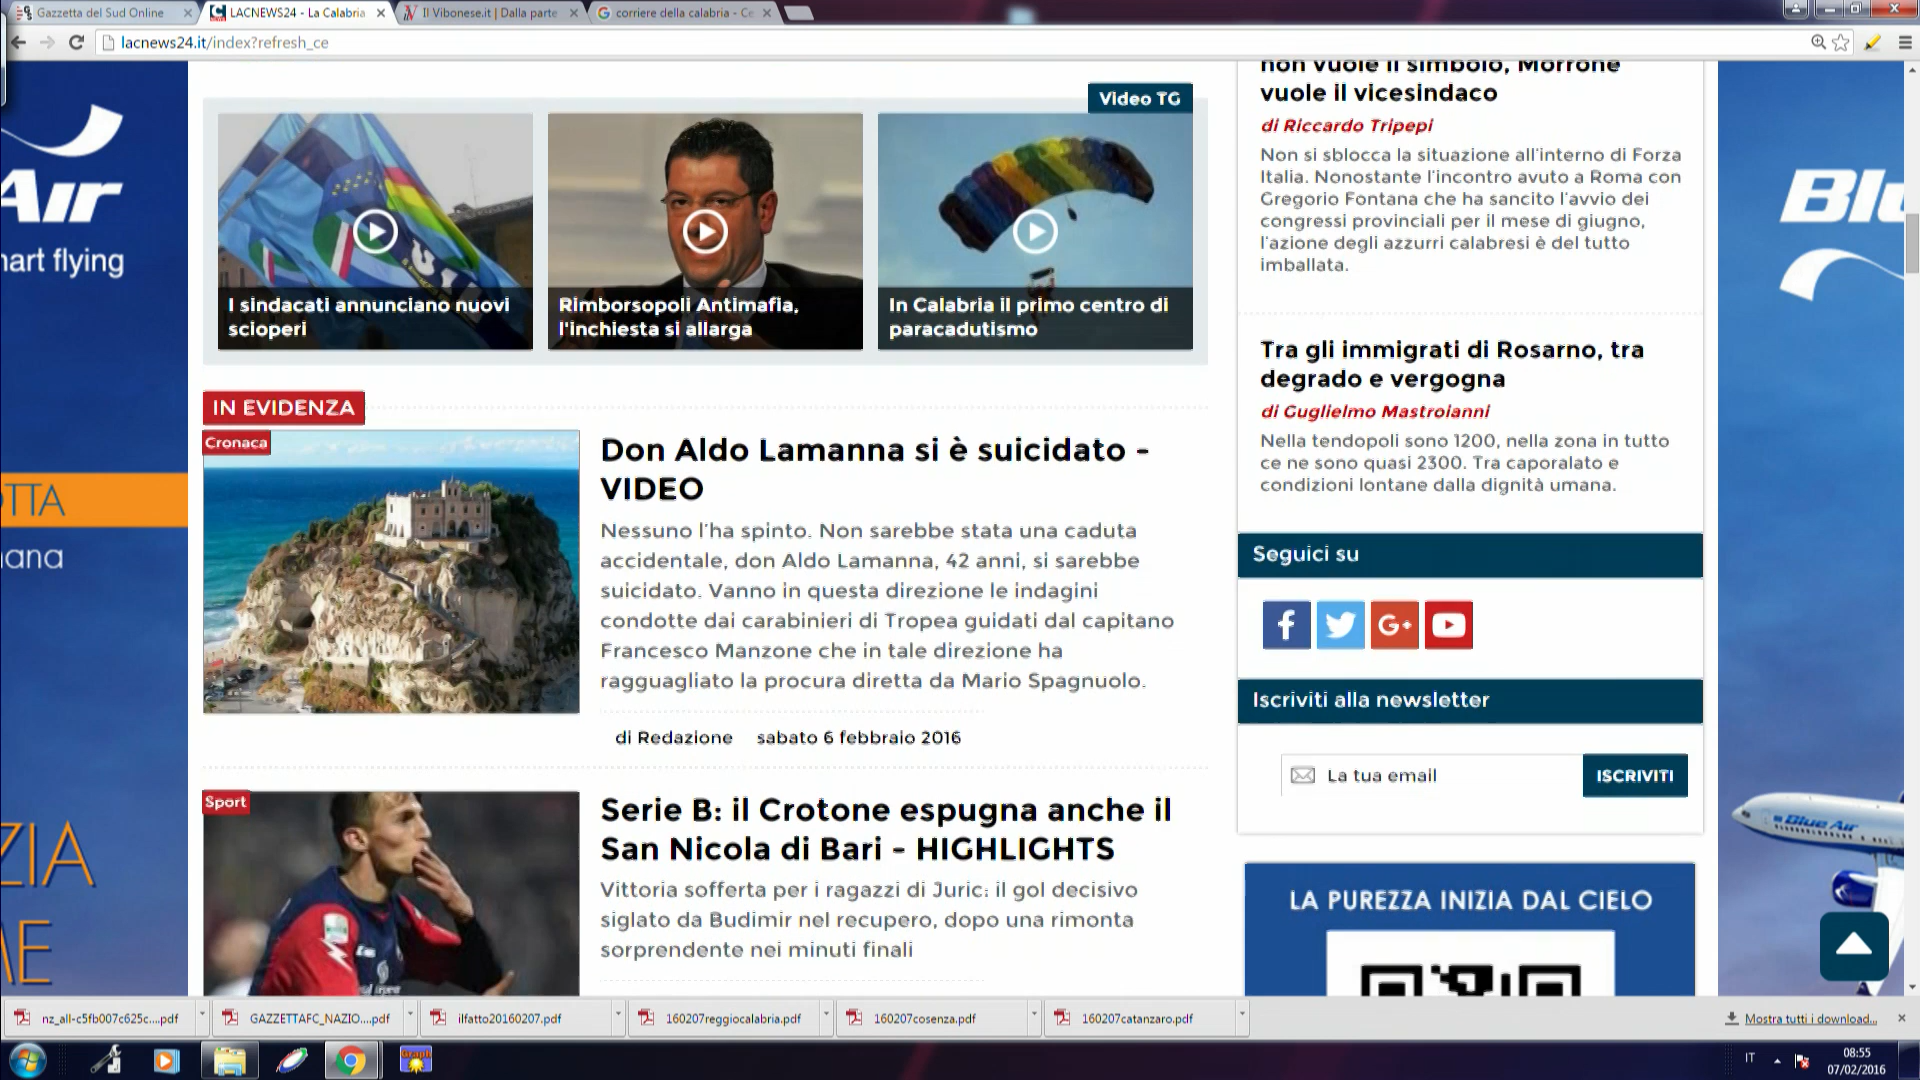 Gazzetta del Sud Online
LACNEWS24 - La Calabria
Il Vibonese.it | Dalla parte
corriere della calabria - Ce
lacnews24.it/index?refresh_ce
Air
mart flying
OTTA
mana
ZIA
ME
Video TG
I sindacati annunciano nuovi
scioperi
Rimborsopoli Antimafia,
l'inchiesta si allarga
In Calabria il primo centro di
paracadutismo
IN EVIDENZA
Cronaca
Don Aldo Lamanna si è suicidato -
VIDEO
Nessuno l'ha spinto. Non sarebbe stata una caduta
accidentale, don Aldo Lamanna, 42 anni, si sarebbe
suicidato. Vanno in questa direzione le indagini
condotte dai carabinieri di Tropea guidati dal capitano
Francesco Manzone che in tale direzione ha
ragguagliato la procura diretta da Mario Spagnuolo.
di Redazione sabato 6 febbraio 2016
Sport
Serie B: il Crotone espugna anche il
San Nicola di Bari - HIGHLIGHTS
Vittoria sofferta per i ragazzi di Juric: il gol decisivo
siglato da Budimir nel recupero, dopo una rimonta
sorprendente nei minuti finali
non vuole il simbolo, Morrone
vuole il vicesindaco
di Riccardo Tripepi
Non si sblocca la situazione all'interno di Forza
Italia. Nonostante l'incontro avuto a Roma con
Gregorio Fontana che ha sancito l'avvio dei
congressi provinciali per il mese di giugno,
l'azione degli azzurri calabresi è del tutto
imballata.
Tra gli immigrati di Rosarno, tra
degrado e vergogna
di Guglielmo Mastroianni
Nella tendopoli sono 1200, nella zona in tutto
ce ne sono quasi 2300. Tra caporalato e
condizioni lontane dalla dignità umana.
Seguici su
Iscriviti alla newsletter
La tua email
ISCRIVITI
LA PUREZZA INIZIA DAL CIELO
Blu
Blue Air
nz_all-c5fb007c625c....pdf
GAZZETTAFC_NAZIO....pdf
ilfatto20160207.pdf
160207reggiocalabria.pdf
160207cosenza.pdf
160207catanzaro.pdf
Mostra tutti i download...
Graph
IT
08:55
07/02/2016